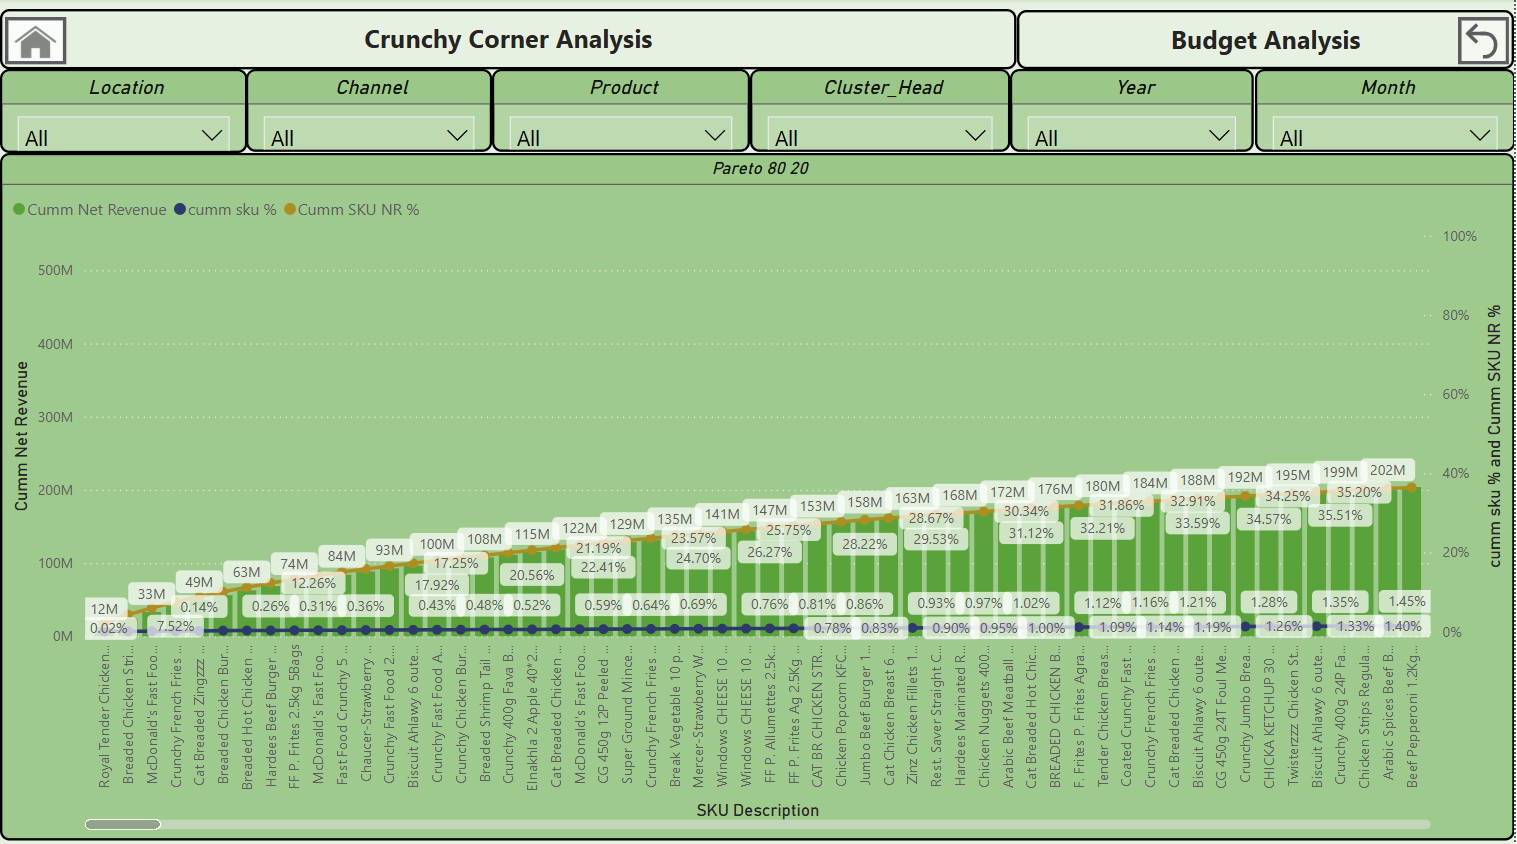 Crunchy Corner Analysis
Budget Analysis
Location
Channel
Product
Cluster_Head
Year
Month
All
All
All
All
All
All
Pareto 80 20
Cumm Net Revenue
cumm sku %
Cumm SKU NR %
500M
400M
300M
200M
100M
0M
Cumm Net Revenue
100%
80%
60%
40%
20%
0%
cumm sku % and Cumm SKU NR %
12M
33M
49M
63M
74M
84M
93M
100M
108M
115M
122M
129M
135M
141M
147M
153M
158M
163M
168M
172M
176M
180M
184M
188M
192M
195M
199M
202M
7.52%
12.26%
17.25%
17.92%
20.56%
21.19%
22.41%
23.57%
24.70%
25.75%
26.27%
28.22%
28.67%
29.53%
30.34%
31.12%
31.86%
32.21%
32.91%
33.59%
34.25%
34.57%
35.20%
35.51%
0.02%
0.14%
0.26%
0.31%
0.36%
0.43%
0.48%
0.52%
0.59%
0.64%
0.69%
0.76%
0.81%
0.86%
0.93%
0.97%
1.02%
1.12%
1.16%
1.21%
1.28%
1.35%
1.45%
0.78%
0.83%
0.90%
0.95%
1.00%
1.09%
1.14%
1.19%
1.26%
1.33%
1.40%
Royal Tender Chicken...
Breaded Chicken Stri...
McDonald's Fast Foo...
Crunchy French Fries ...
Cat Breaded Zingzzz ...
Breaded Chicken Bur...
Breaded Hot Chicken ...
Hardees Beef Burger ...
FF P. Frites 2.5kg 5Bags
McDonald's Fast Foo...
Fast Food Crunchy 5 ...
Chaucer-Strawberry ...
Crunchy Fast Food 2....
Biscuit Ahlawy 6 oute...
Crunchy Fast Food A...
Crunchy Chicken Bur...
Breaded Shrimp Tail ...
Crunchy 400g Fava B...
Elnakhla 2 Apple 40*2...
Cat Breaded Chicken ...
McDonald's Fast Foo...
CG 450g 12P Peeled ...
Super Ground Mince...
Crunchy French Fries ...
Break Vegetable 10 p...
Mercer-Strawberry W...
Windows CHEESE 10 ...
Windows CHEESE 10 ...
FF P. Allumettes 2.5k...
FF P. Frites Ag 2.5Kg ...
CAT BR CHICKEN STR...
Chicken Popcorn KFC...
Jumbo Beef Burger 1...
Cat Chicken Breast 6 ...
Zinz Chicken Fillets 1...
Rest. Saver Straight C...
Hardees Marinated R...
Chicken Nuggets 400...
Arabic Beef Meatball ...
Cat Breaded Hot Chic...
BREADED CHICKEN B...
F. Frites P. Frites Agra...
Tender Chicken Breas...
Coated Crunchy Fast ...
Crunchy French Fries ...
Cat Breaded Chicken ...
Biscuit Ahlawy 6 oute...
CG 450g 24T Foul Me...
Crunchy Jumbo Brea...
CHICKA KETCHUP 30 ...
Twisterzzz Chicken St...
Biscuit Ahlawy 6 oute...
Crunchy 400g 24P Fa...
Chicken Strips Regula...
Arabic Spices Beef B...
Beef Pepperoni 1.2Kg...
SKU Description